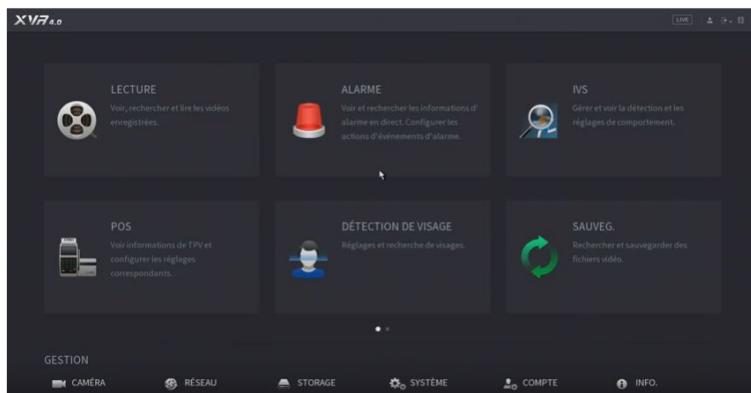 XVR 4.0
LIVE
LECTURE
Voir, rechercher et lire les vidéos
enregistrées.
ALARME
Voir et rechercher les informations d'
alarme en direct. Configurer les
actions d'événements d'alarme.
IVS
Gérer et voir la détection et les
réglages de comportement.
POS
Voir informations de TPV et
configurer les réglages
correspondants.
DÉTECTION DE VISAGE
Réglages et recherche de visages.
SAUVEG.
Rechercher et sauvegarder des
fichiers vidéo.
GESTION
CAMÉRA
RÉSEAU
STORAGE
SYSTÈME
COMPTE
INFO.